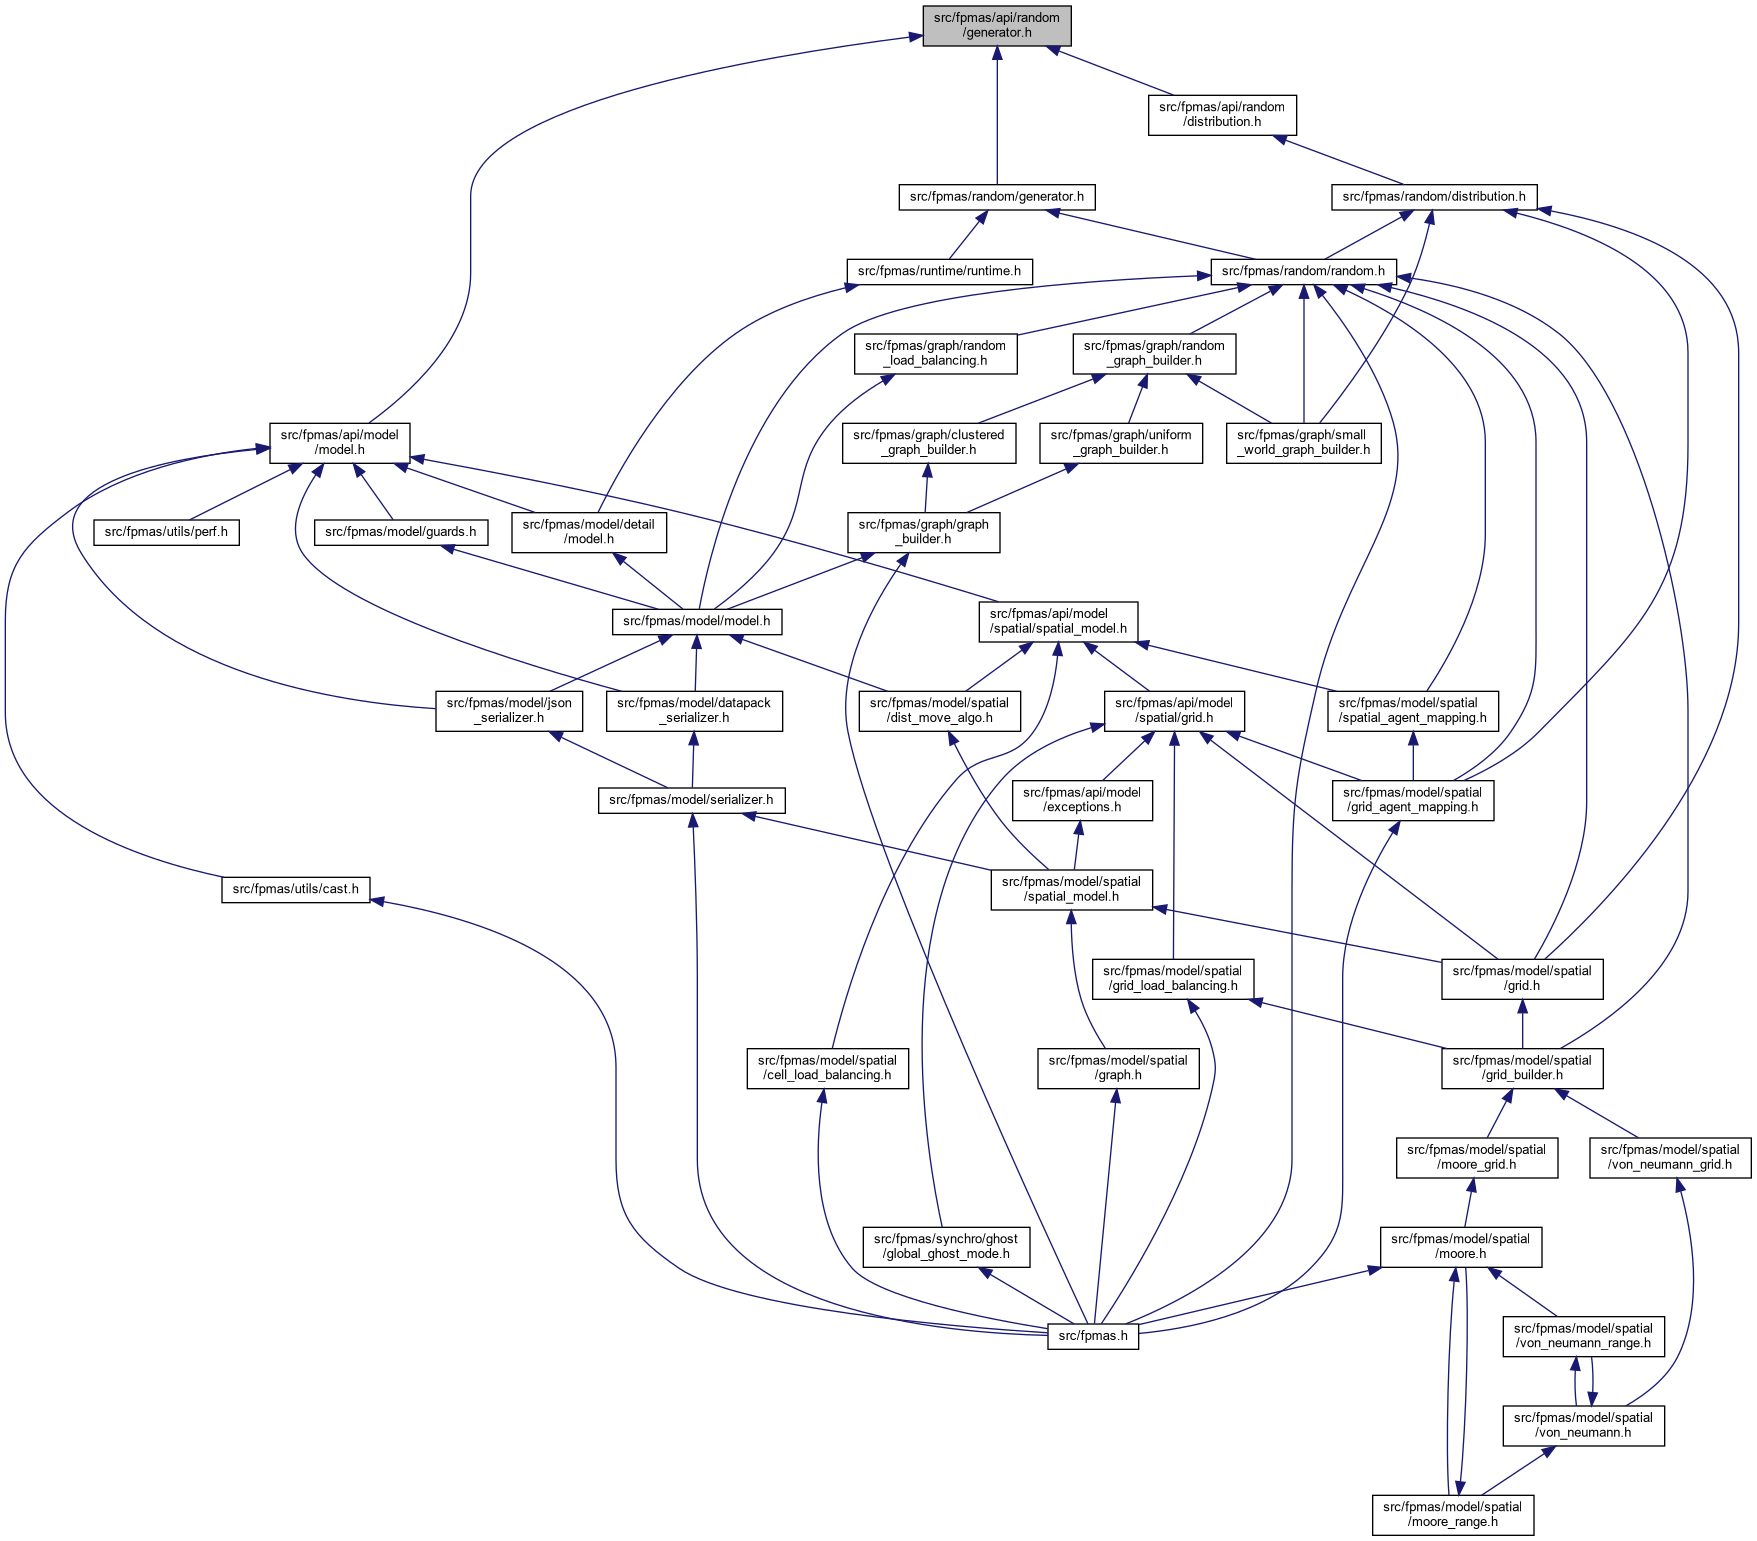 src/fpmas/api/random
/generator.h
src/fpmas/api/random
/distribution.h
src/fpmas/random/generator.h
src/fpmas/random/distribution.h
src/fpmas/runtime/runtime.h
src/fpmas/random/random.h
src/fpmas/graph/random
_load_balancing.h
src/fpmas/graph/random
_graph_builder.h
src/fpmas/api/model
/model.h
src/fpmas/graph/clustered
_graph_builder.h
src/fpmas/graph/uniform
_graph_builder.h
src/fpmas/graph/small
_world_graph_builder.h
src/fpmas/utils/perf.h
src/fpmas/model/guards.h
src/fpmas/model/detail
/model.h
src/fpmas/graph/graph
_builder.h
src/fpmas/model/model.h
src/fpmas/api/model
/spatial/spatial_model.h
src/fpmas/model/json
_serializer.h
src/fpmas/model/datapack
_serializer.h
src/fpmas/model/spatial
/dist_move_algo.h
src/fpmas/api/model
/spatial/grid.h
src/fpmas/model/spatial
/spatial_agent_mapping.h
src/fpmas/model/serializer.h
src/fpmas/api/model
/exceptions.h
src/fpmas/model/spatial
/grid_agent_mapping.h
src/fpmas/utils/cast.h
src/fpmas/model/spatial
/spatial_model.h
src/fpmas/model/spatial
/grid_load_balancing.h
src/fpmas/model/spatial
/grid.h
src/fpmas/model/spatial
/cell_load_balancing.h
src/fpmas/model/spatial
/graph.h
src/fpmas/model/spatial
/grid_builder.h
src/fpmas/model/spatial
/moore_grid.h
src/fpmas/model/spatial
/von_neumann_grid.h
src/fpmas/synchro/ghost
/global_ghost_mode.h
src/fpmas/model/spatial
/moore.h
src/fpmas.h
src/fpmas/model/spatial
/von_neumann_range.h
src/fpmas/model/spatial
/von_neumann.h
src/fpmas/model/spatial
/moore_range.h